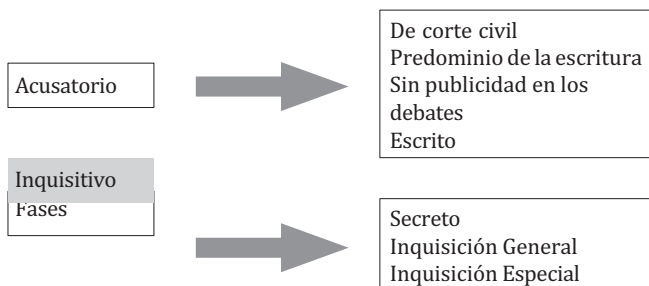 Acusatorio
De corte civil
Predominio de la escritura
Sin publicidad en los
debates
Escrito
Inquisitivo
Fases
Secreto
Inquisición General
Inquisición Especial